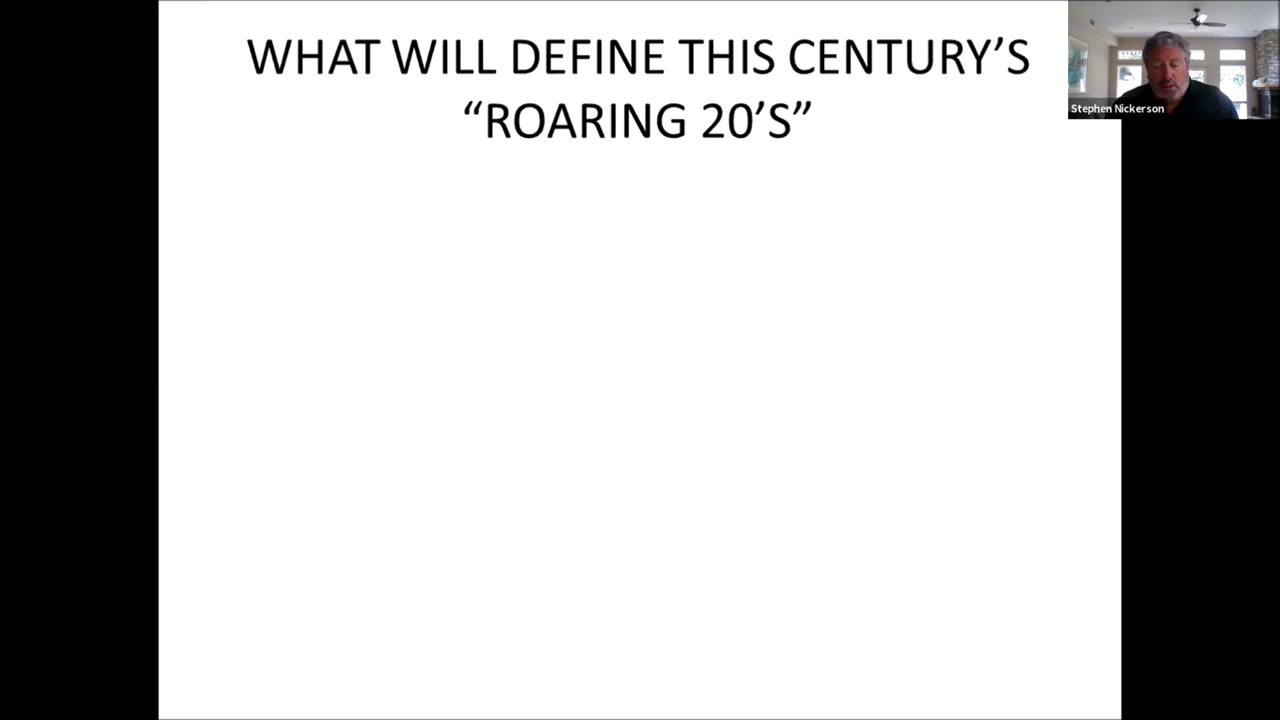 WHAT WILL DEFINE THIS CENTURY’S
“ROARING 20’S”
Stephen Nickerson